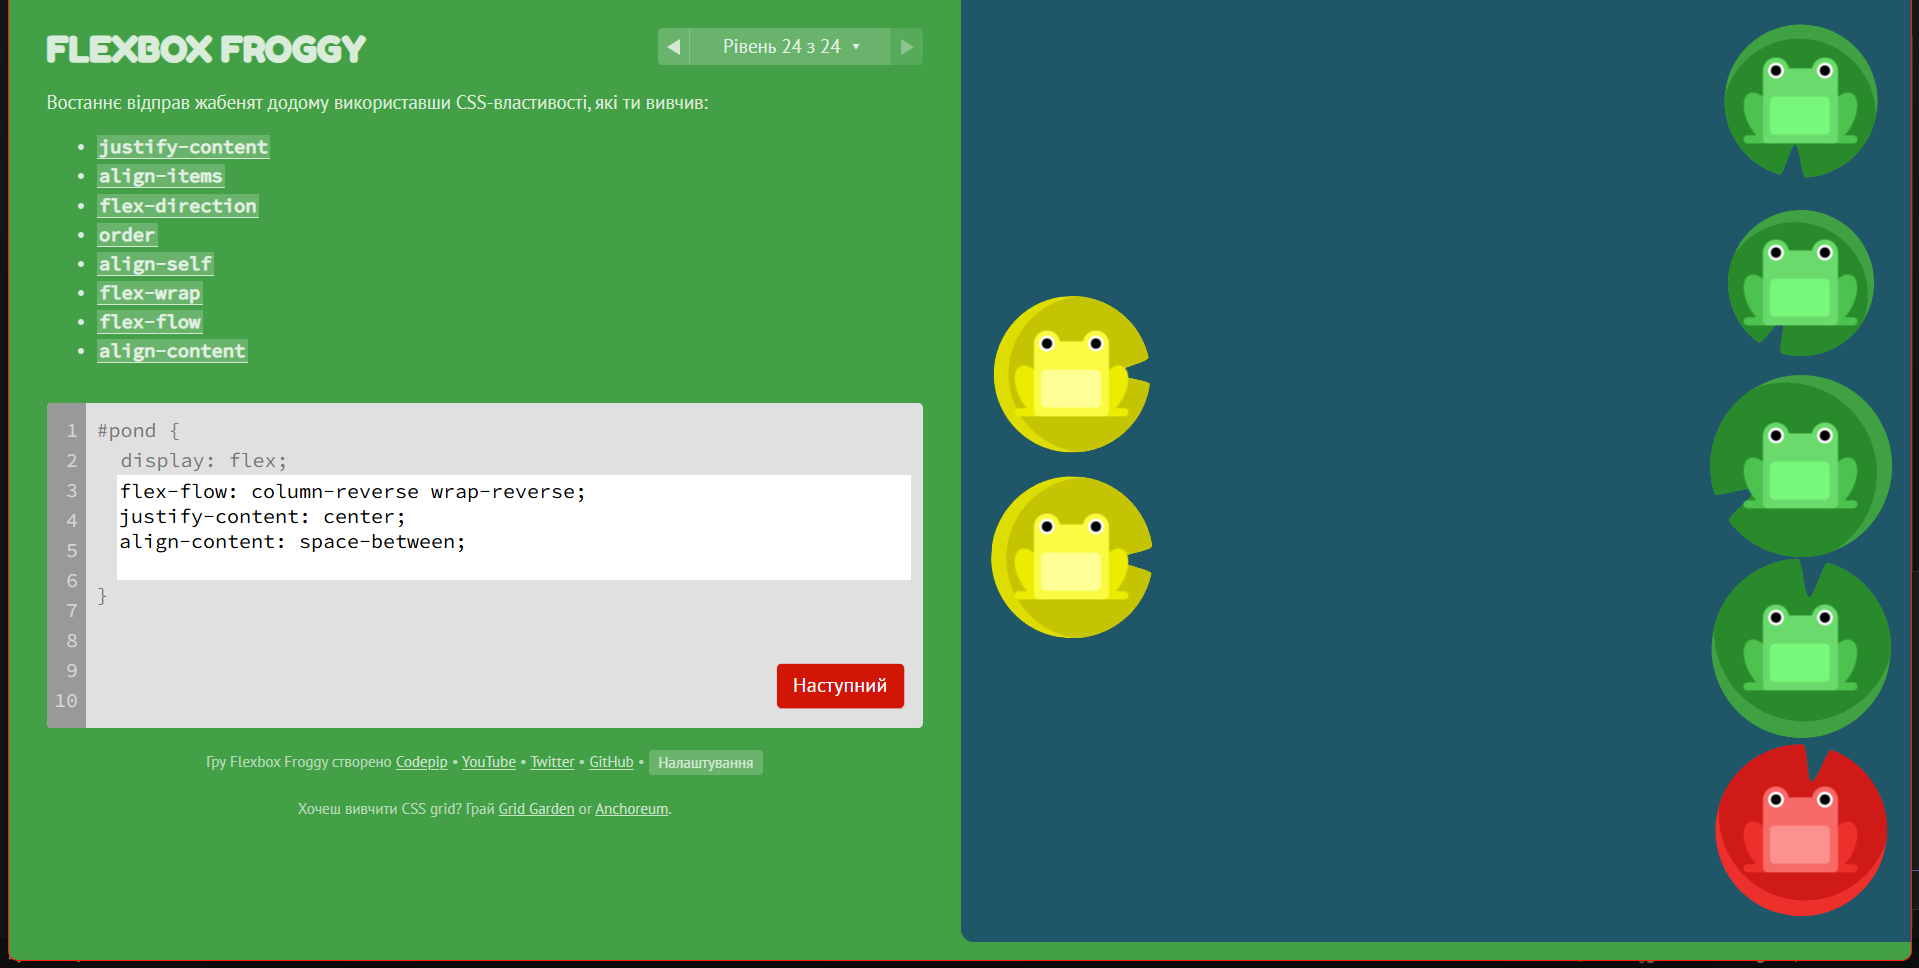 FLEXBOX FROGGY
Рівень 24 з 24
Востаннє відправ жабенят додому використавши CSS-властивості, які ти вивчив:
• justify-content
• align-items
• flex-direction
• order
• align-self
• flex-wrap
• flex-flow
• align-content
1 #pond {
2 display: flex;
3 flex-flow: column-reverse wrap-reverse;
4 justify-content: center;
5 align-content: space-between;
6 }
7
8
9
10
Наступний
Гру Flexbox Froggy створено Codepip • YouTube • Twitter • GitHub • Налаштування
Хочеш вивчити CSS grid? Грай Grid Garden or Anchoreum.